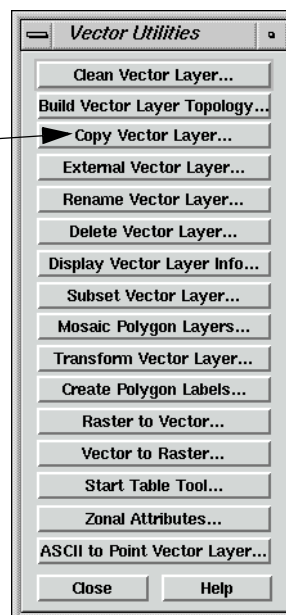 Vector Utilities
Clean Vector Layer...
Build Vector Layer Topology...
Copy Vector Layer...
External Vector Layer...
Rename Vector Layer...
Delete Vector Layer...
Display Vector Layer Info...
Subset Vector Layer...
Mosaic Polygon Layers...
Transform Vector Layer...
Create Polygon Labels...
Raster to Vector...
Vector to Raster...
Start Table Tool...
Zonal Attributes...
ASCII to Point Vector Layer...
Close Help